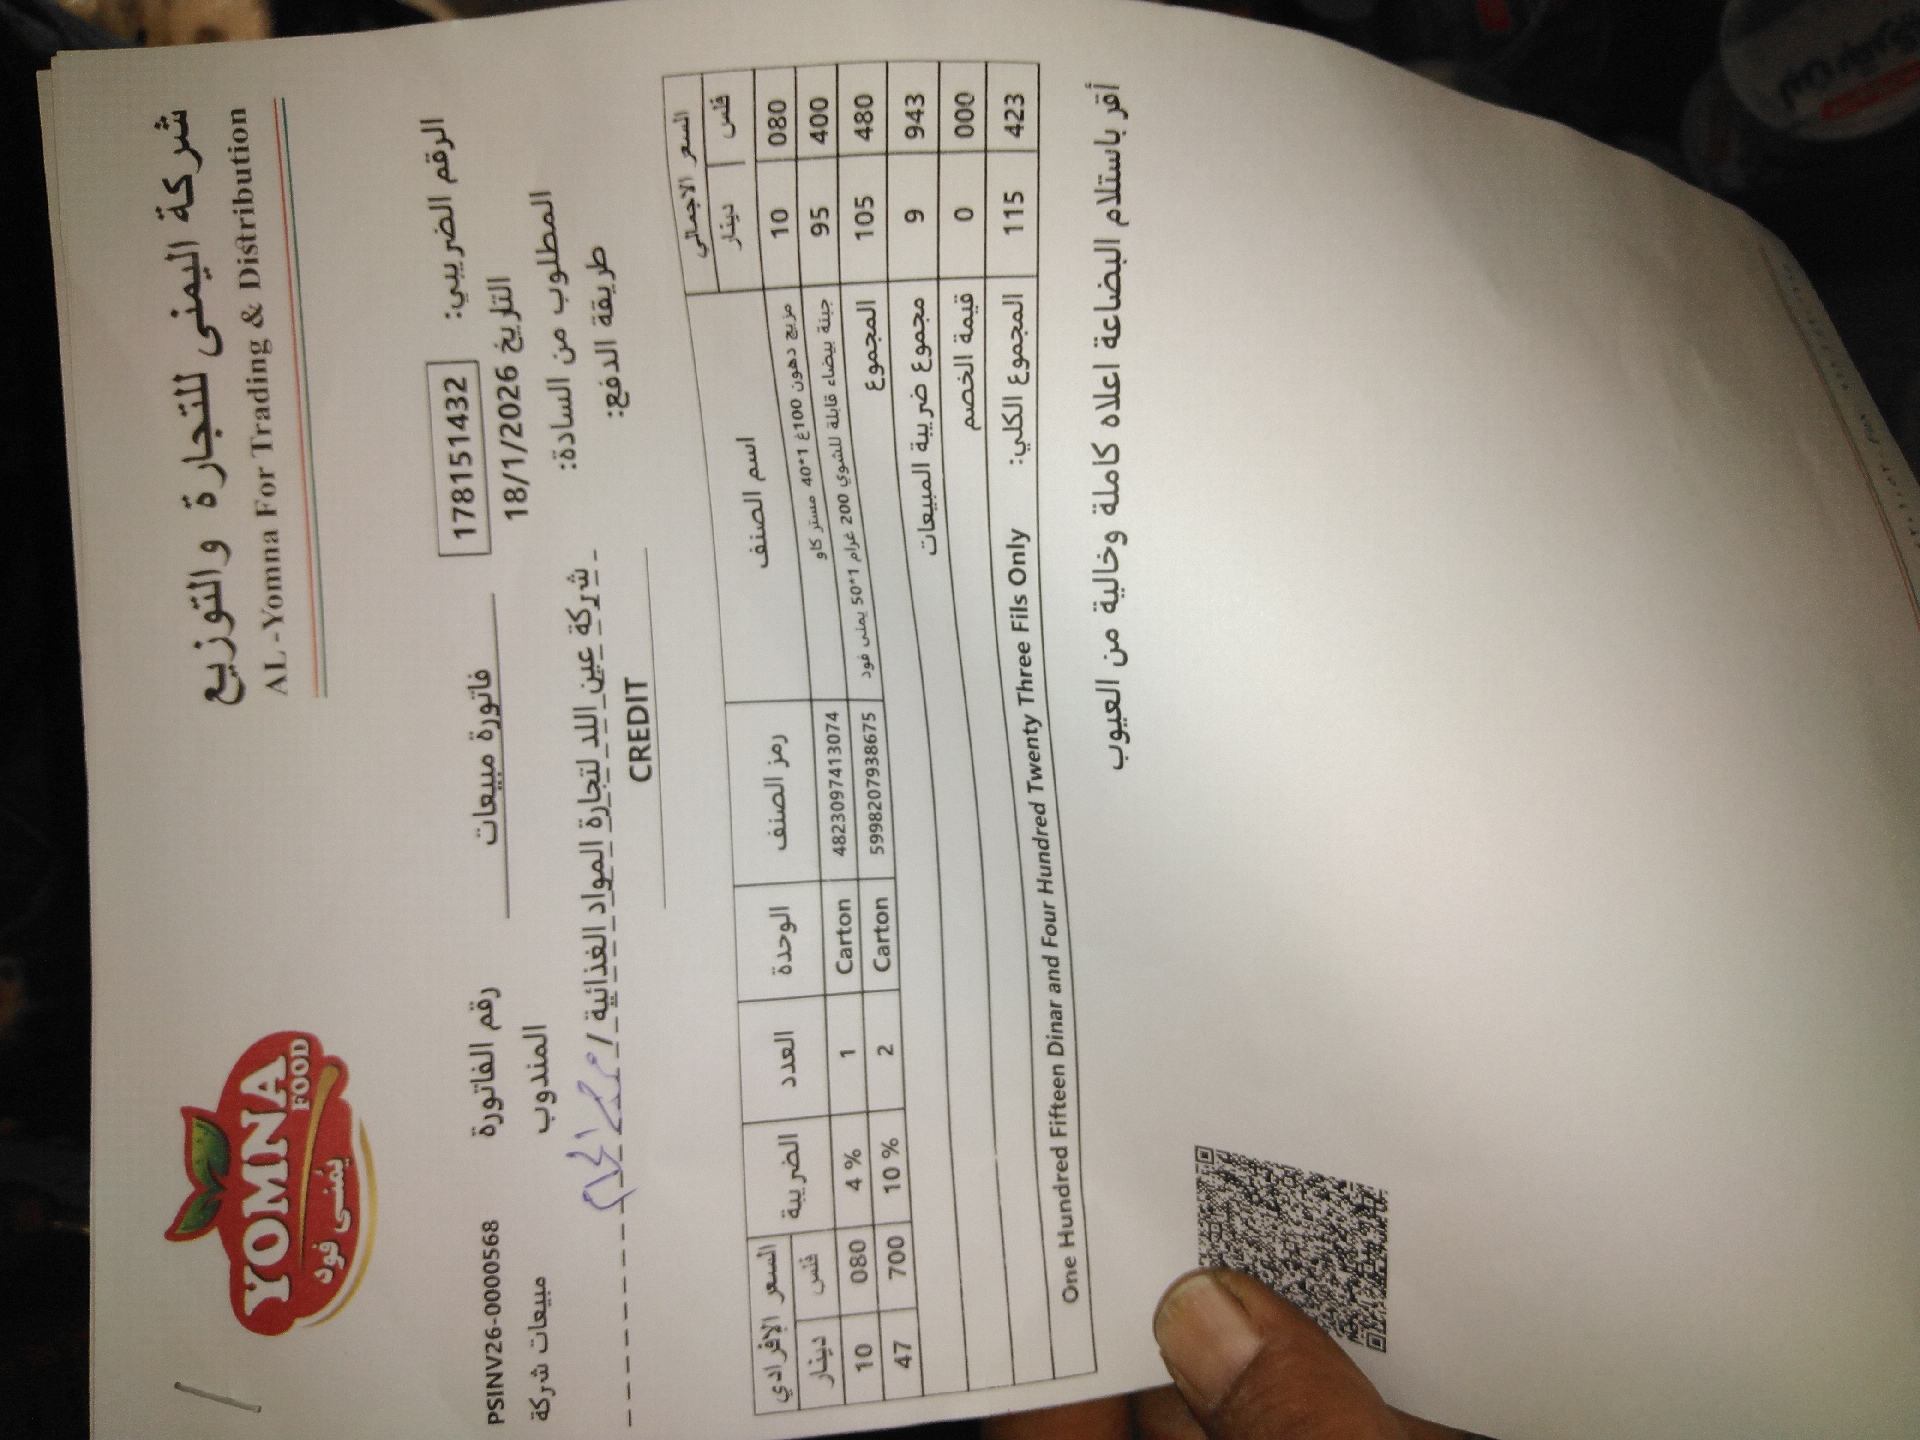 شركة اليمنى للتجارة والتوزيع
AL-Yomna For Trading & Distribution
YOMNA
FOOD
يمنى فود
الرقم الضريبي: 178151432
فاتورة مبيعات
رقم الفاتورة PSINV26-0000568
التاريخ 18/1/2026
المندوب مبيعات شركة
المطلوب من السادة: شركة عين اللد لتجارة المواد الغذائية /
طريقة الدفع: CREDIT
السعر الاجمالي اسم الصنف رمز الصنف الوحدة العدد الضريبة السعر الإفرادي
فلس دينار فلس دينار
080 10 مزيج دهون 100غ 1*40 مستر كاو 4823097413074 Carton 1 4 % 080 10
400 95 جبنة بيضاء قابلة للشوي 200 غرام 1*50 يمنى فود 5998207938675 Carton 2 10 % 700 47
480 105 المجموع
943 9 مجموع ضريبة المبيعات
000 0 قيمة الخصم
423 115 المجموع الكلي: One Hundred Fifteen Dinar and Four Hundred Twenty Three Fils Only
أقر باستلام البضاعة اعلاه كاملة وخالية من العيوب